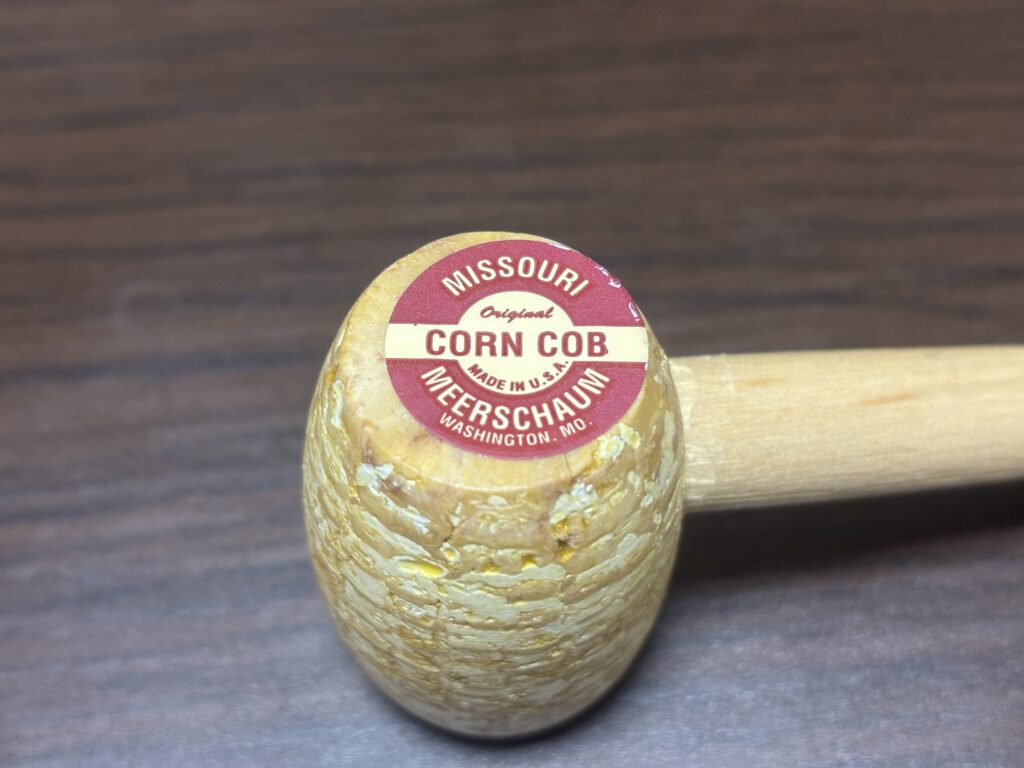 MISSOURI
Original
CORN COB
MADE IN U.S.A.
MEERSCHAUM
WASHINGTON, MO.